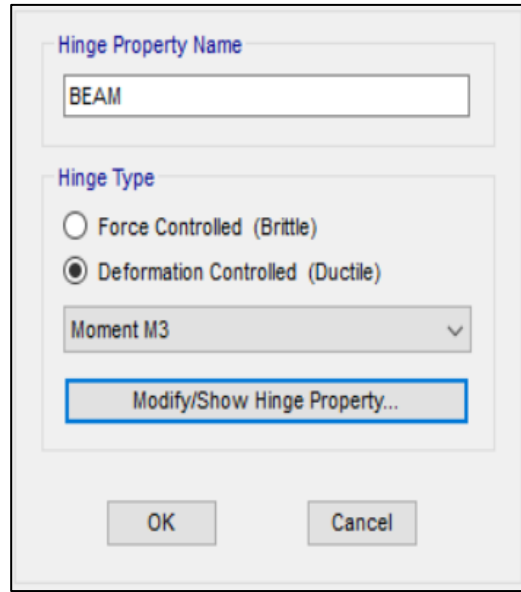 Hinge Property Name
BEAM
Hinge Type
Force Controlled (Brittle)
Deformation Controlled (Ductile)
Moment M3
Modify/Show Hinge Property...
OK
Cancel